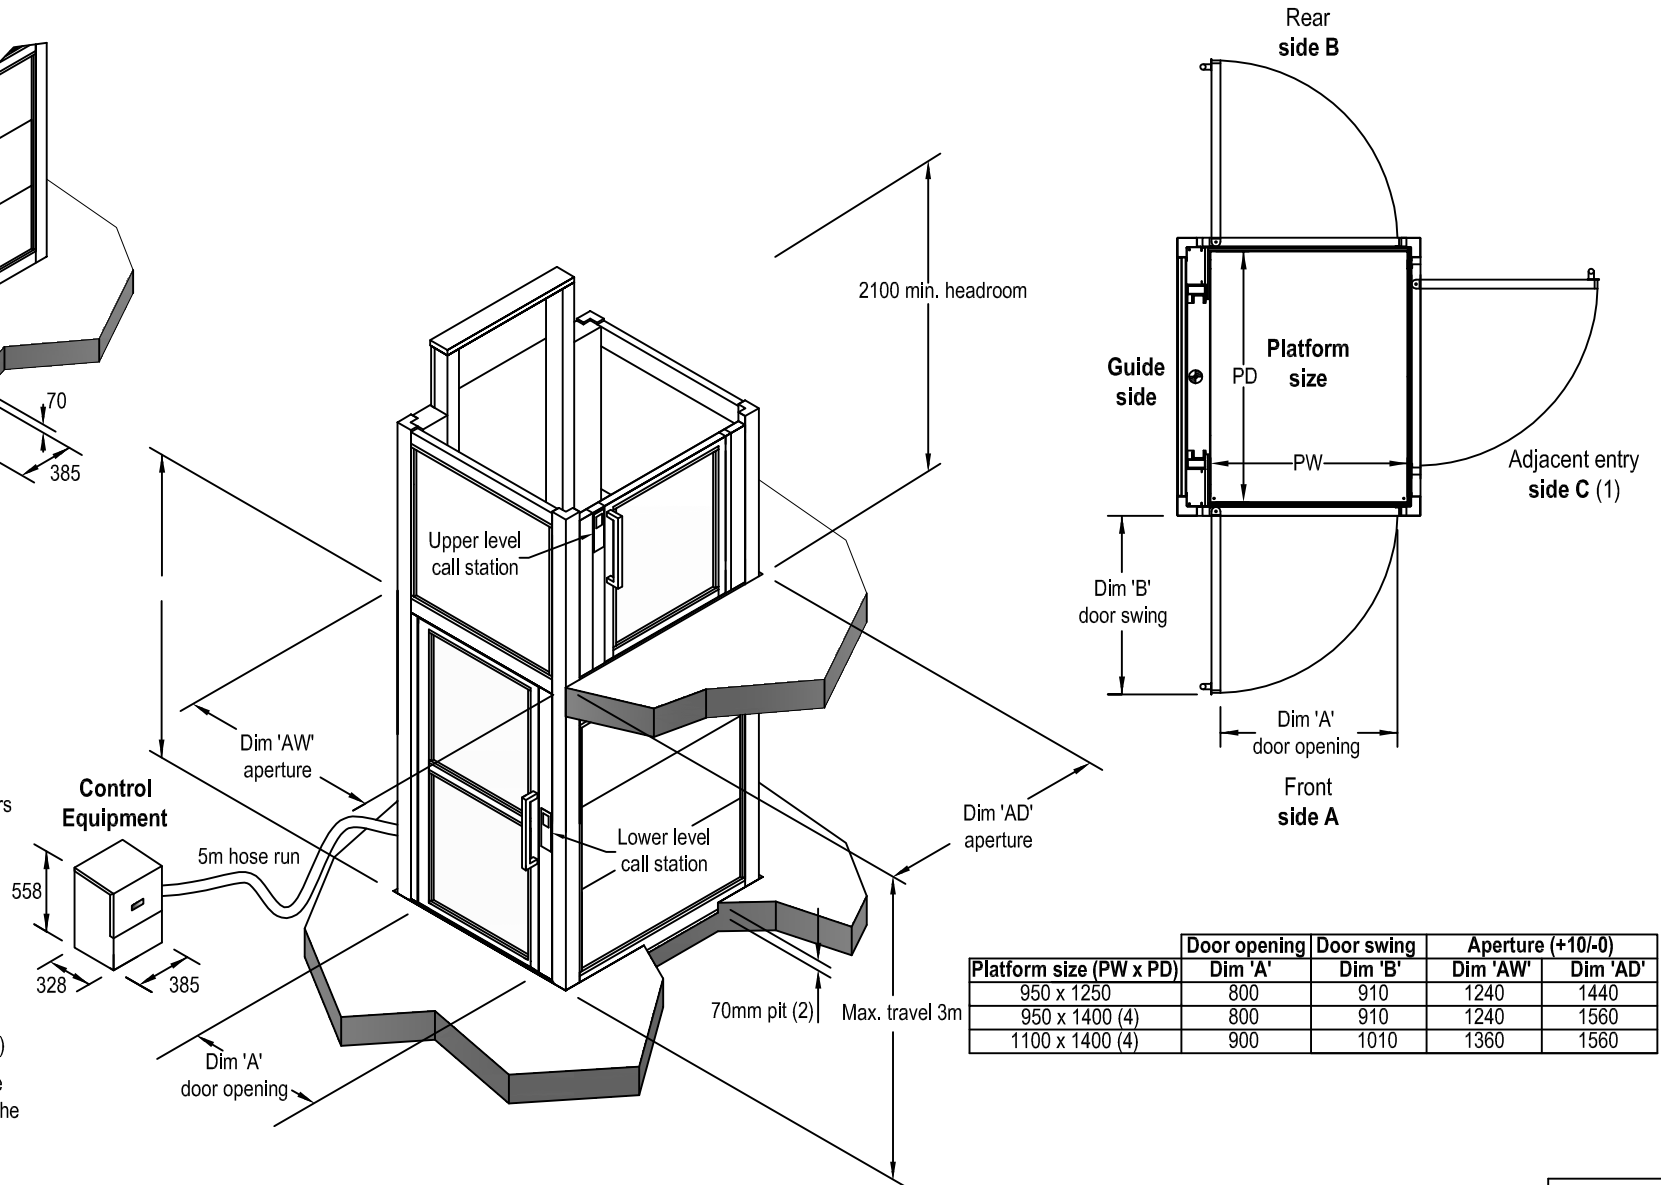 Rear
side B
2100 min. headroom
Guide
side
Platform
size
PD
PW
Adjacent entry
side C (1)
70
385
Upper level
call station
Dim 'B'
door swing
Dim 'A'
door opening
Front
side A
Dim 'AW'
aperture
Control
Equipment
rs
5m hose run
558
328
385
Lower level
call station
Dim 'AD'
aperture
70mm pit (2)
Max. travel 3m
Dim 'A'
door opening
)
e
he
Door opening Door swing Aperture (+10/-0)
Platform size (PW x PD) Dim 'A' Dim 'B' Dim 'AW' Dim 'AD'
950 x 1250 800 910 1240 1440
950 x 1400 (4) 800 910 1240 1560
1100 x 1400 (4) 900 1010 1360 1560